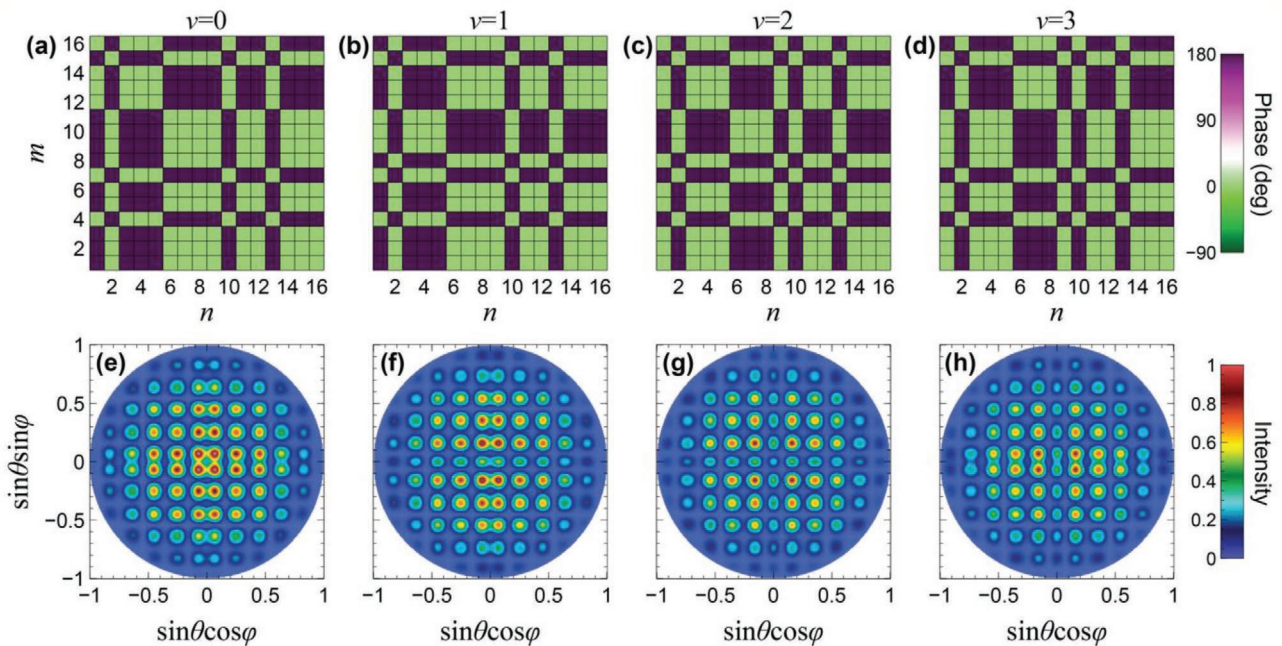 v=0 v=1 v=2 v=3
(a) (b) (c) (d)
16
14
12
10
8
6
4
2
m
2 4 6 8 10 12 14 16
2 4 6 8 10 12 14 16
2 4 6 8 10 12 14 16
2 4 6 8 10 12 14 16
n n n n
180
90
0
−90
Phase (deg)
(e) (f) (g) (h)
1
0.5
0
−0.5
−1
sinθsinφ
−1 −0.5 0 0.5 1
−1 −0.5 0 0.5 1
−1 −0.5 0 0.5 1
−1 −0.5 0 0.5 1
sinθcosφ sinθcosφ sinθcosφ sinθcosφ
1
0.8
0.6
0.4
0.2
0
Intensity